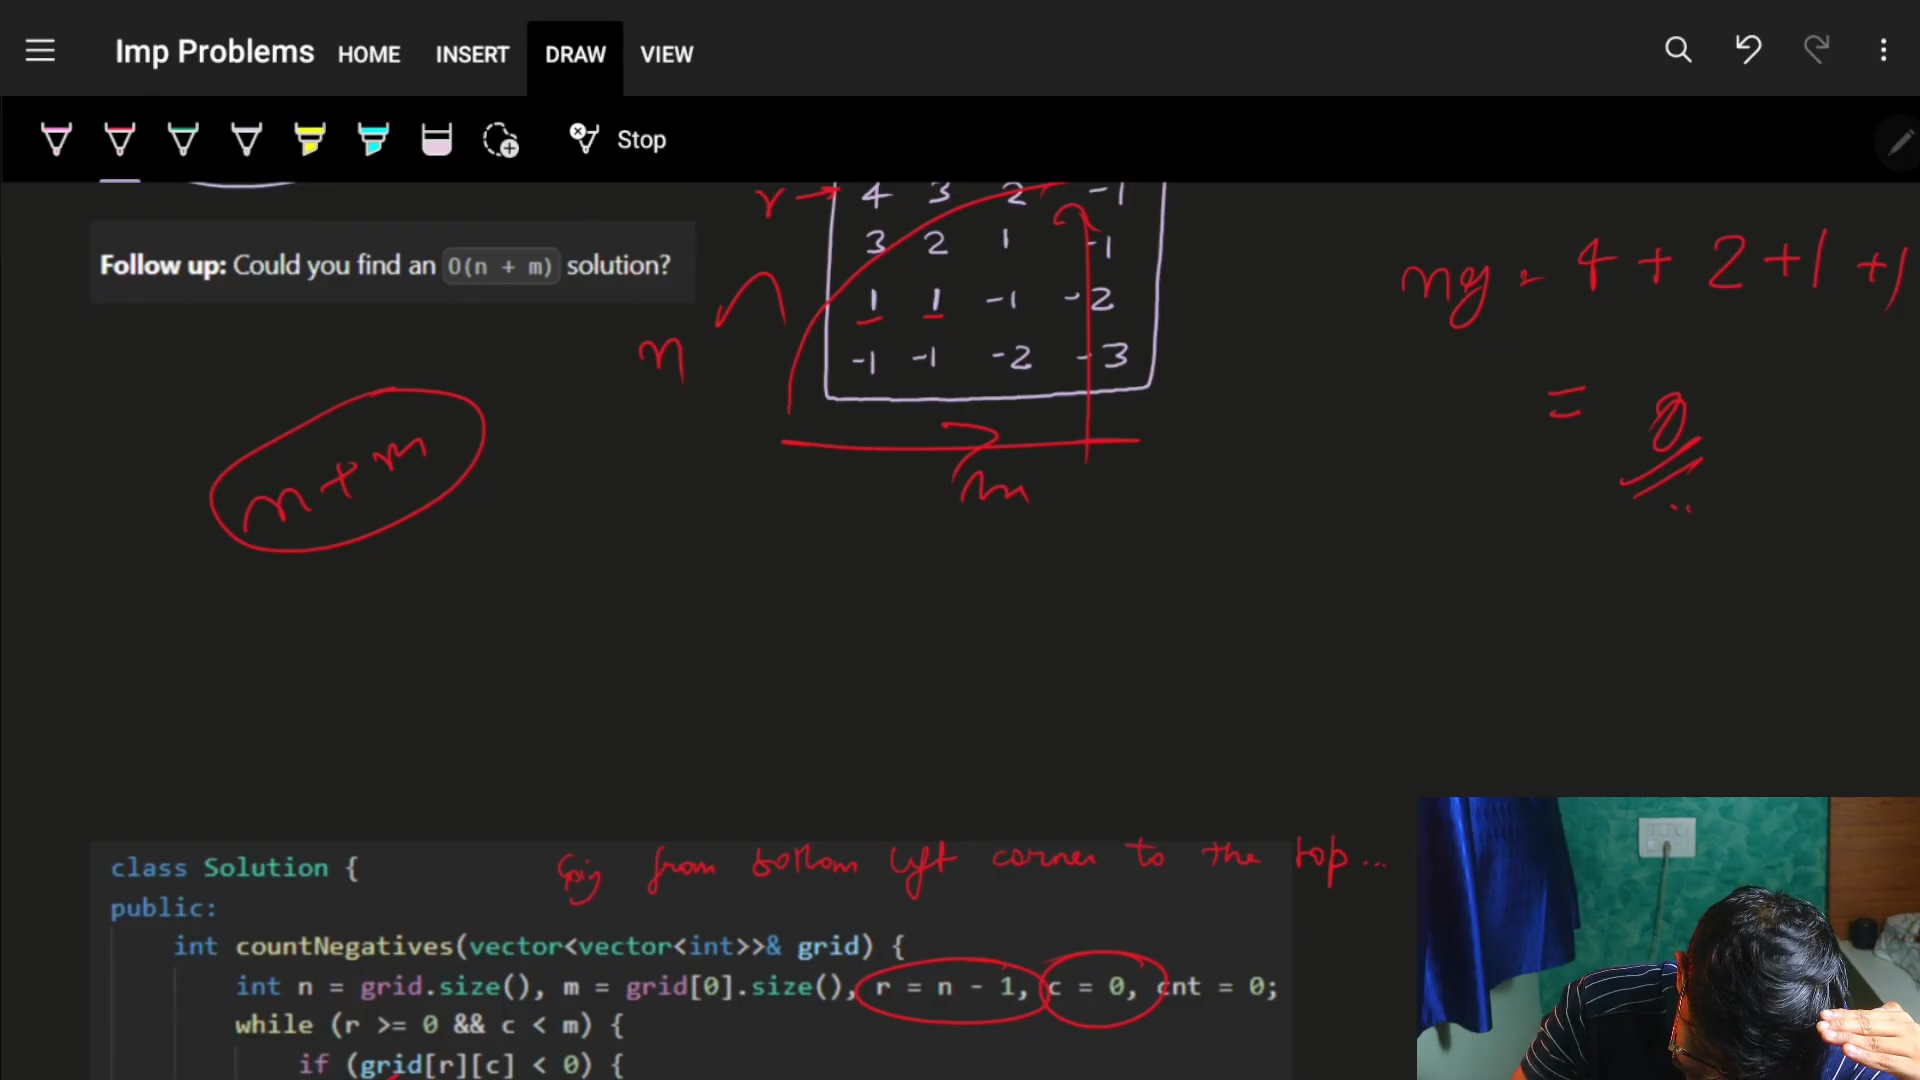 Imp Problems HOME INSERT DRAW VIEW
Stop
r → 4 3 2 -1
3 2 1 -1
1 1 -1 -2
-1 -1 -2 -3
Follow up: Could you find an O(n + m) solution?
n
m
n+m
= 4 + 2 + 1 + 1
= 8
from bottom left corner to the top...
class Solution {
public:
int countNegatives(vector<vector<int>>& grid) {
int n = grid.size(), m = grid[0].size(), r = n - 1, c = 0, cnt = 0;
while (r >= 0 && c < m) {
if (grid[r][c] < 0) {